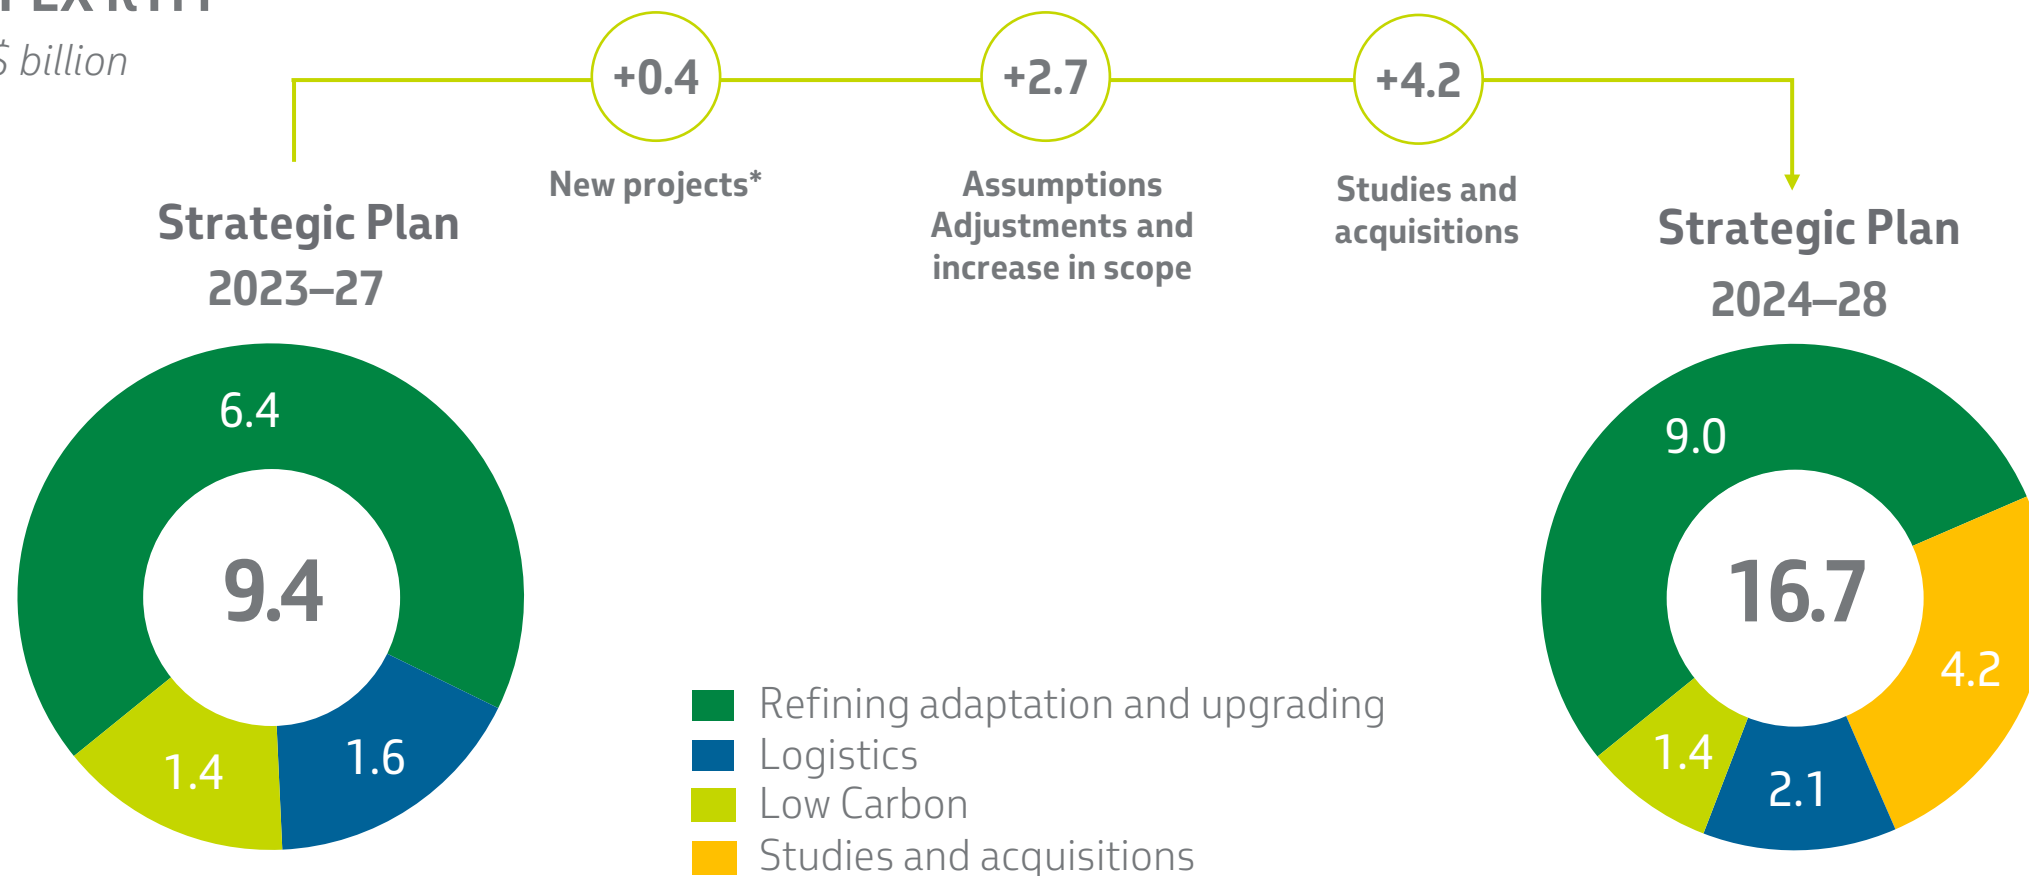 $ billion
+0.4
+2.7
+4.2
New projects*
Assumptions
Adjustments and
increase in scope
Studies and
acquisitions
Strategic Plan
2023–27
Strategic Plan
2024–28
6.4
9.4
1.4
1.6
9.0
16.7
4.2
1.4
2.1
Refining adaptation and upgrading
Logistics
Low Carbon
Studies and acquisitions